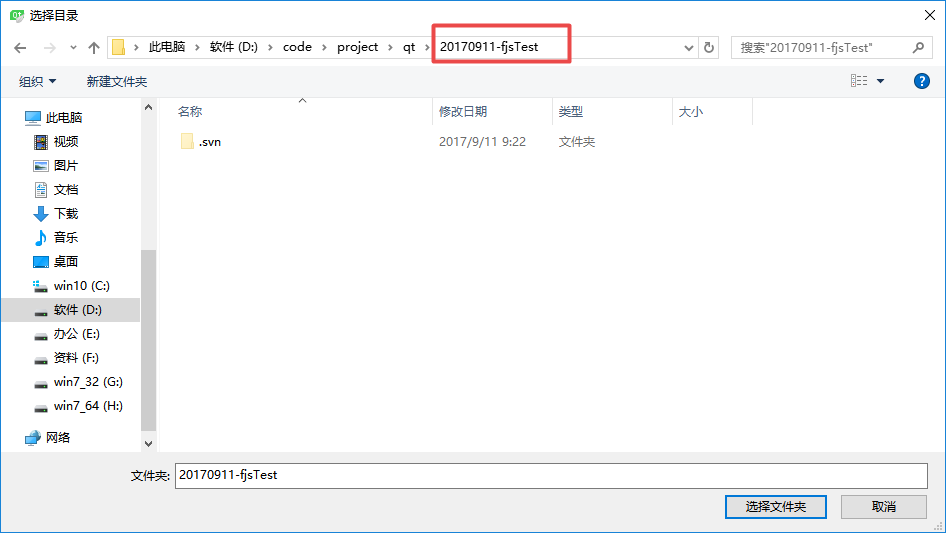 选择目录
此电脑 › 软件 (D:) › code › project › qt › 20170911-fjsTest
搜索"20170911-fjsTest"
组织
新建文件夹
此电脑
视频
图片
文档
下载
音乐
桌面
win10 (C:)
软件 (D:)
办公 (E:)
资料 (F:)
win7_32 (G:)
win7_64 (H:)
网络
名称 修改日期 类型 大小
.svn 2017/9/11 9:22 文件夹
文件夹: 20170911-fjsTest
选择文件夹 取消